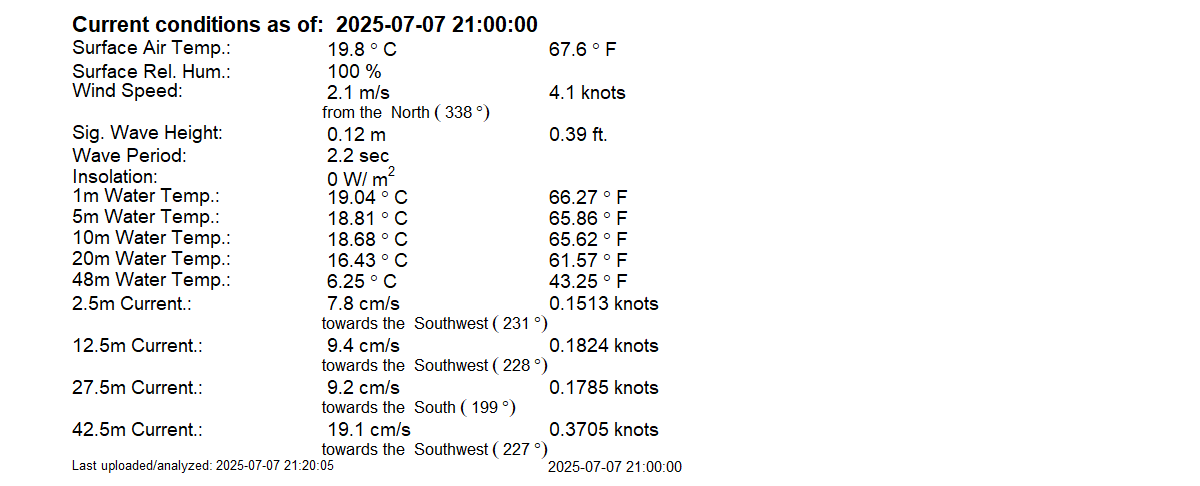 Current conditions as of: 2025-07-07 21:00:00
Surface Air Temp.: 19.8 ° C 67.6 ° F
Surface Rel. Hum.: 100 %
Wind Speed: 2.1 m/s 4.1 knots
from the North ( 338 °)
Sig. Wave Height: 0.12 m 0.39 ft.
Wave Period: 2.2 sec
Insolation: 0 W/ m²
1m Water Temp.: 19.04 ° C 66.27 ° F
5m Water Temp.: 18.81 ° C 65.86 ° F
10m Water Temp.: 18.68 ° C 65.62 ° F
20m Water Temp.: 16.43 ° C 61.57 ° F
48m Water Temp.: 6.25 ° C 43.25 ° F
2.5m Current.: 7.8 cm/s 0.1513 knots
towards the Southwest ( 231 °)
12.5m Current.: 9.4 cm/s 0.1824 knots
towards the Southwest ( 228 °)
27.5m Current.: 9.2 cm/s 0.1785 knots
towards the South ( 199 °)
42.5m Current.: 19.1 cm/s 0.3705 knots
towards the Southwest ( 227 °)
Last uploaded/analyzed: 2025-07-07 21:20:05 2025-07-07 21:00:00